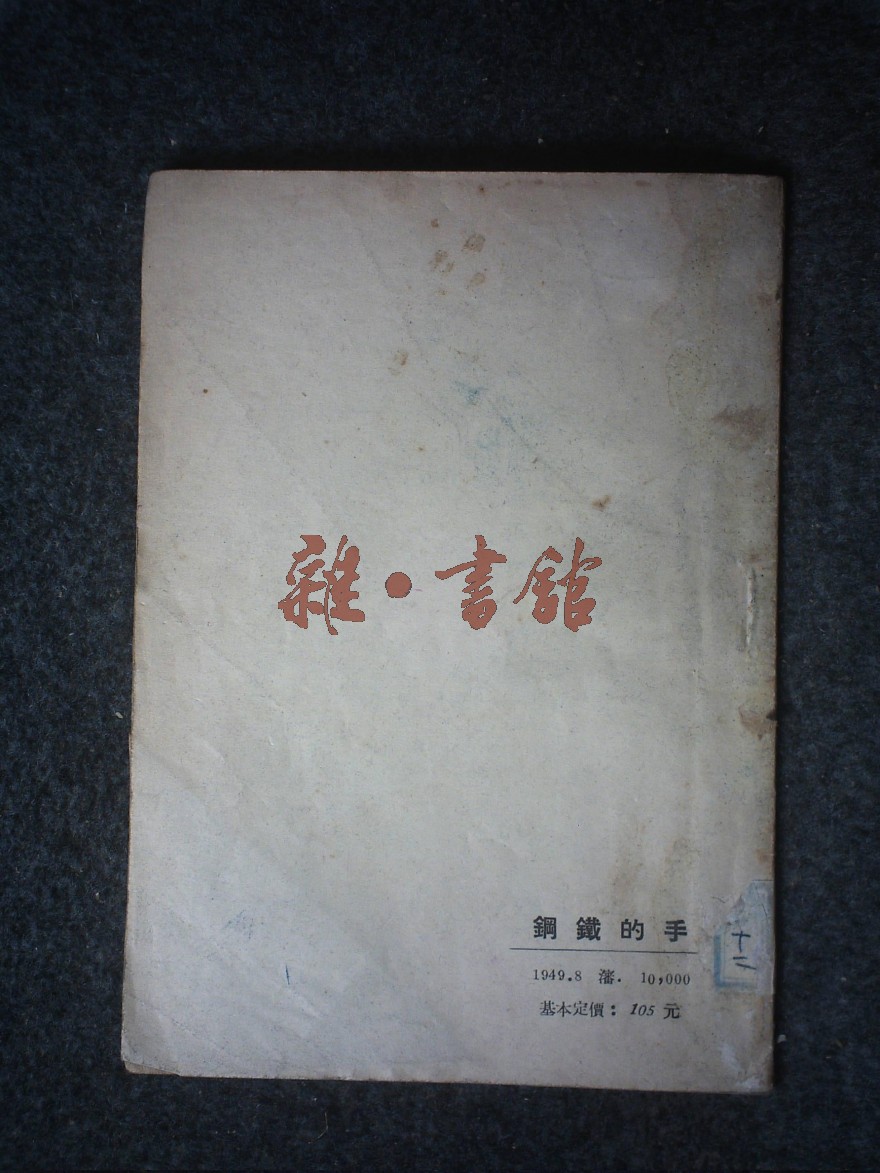 雜·書館
鋼鐵的手
1949.8 瀋. 10,000
基本定價：105 元
十二